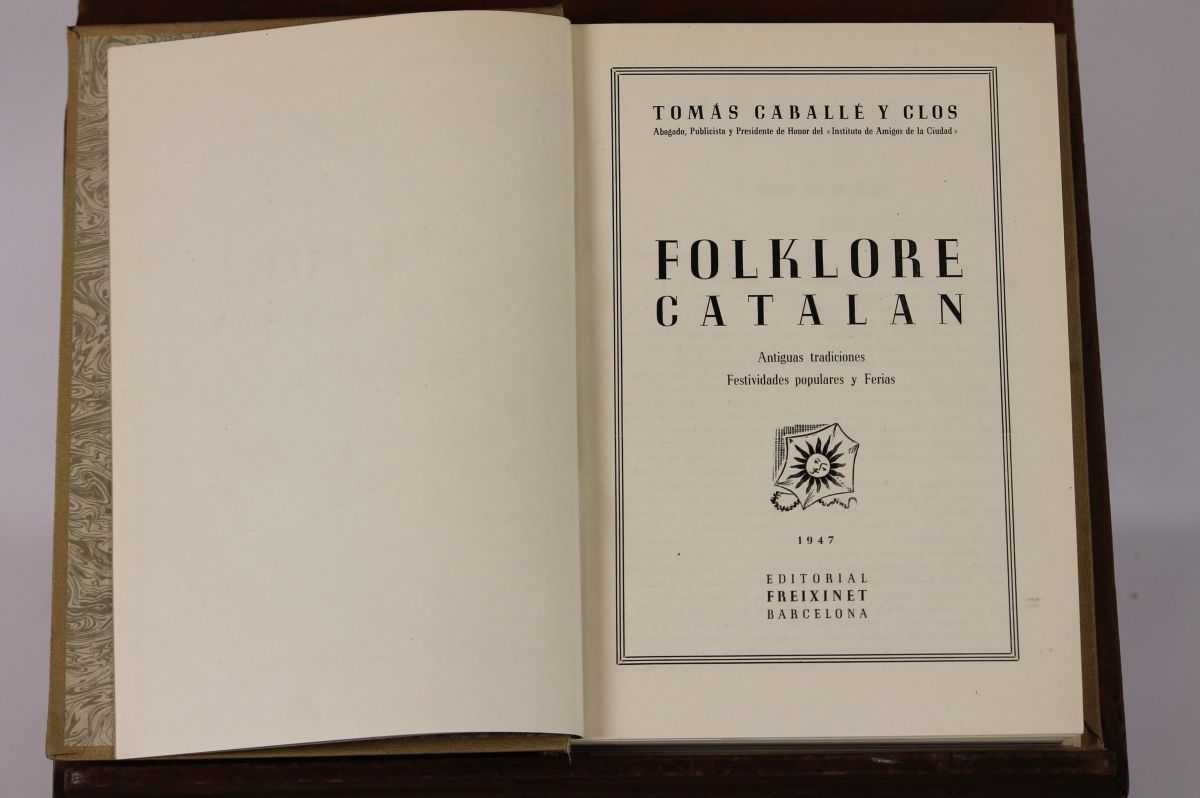 TOMÁS CABALLÉ Y CLOS
Abogado, Publicista y Presidente de Honor del «Instituto de Amigos de la Ciudad»
FOLKLORE
CATALAN
Antiguas tradiciones
Festividades populares y Ferias
1947
EDITORIAL
FREIXINET
BARCELONA